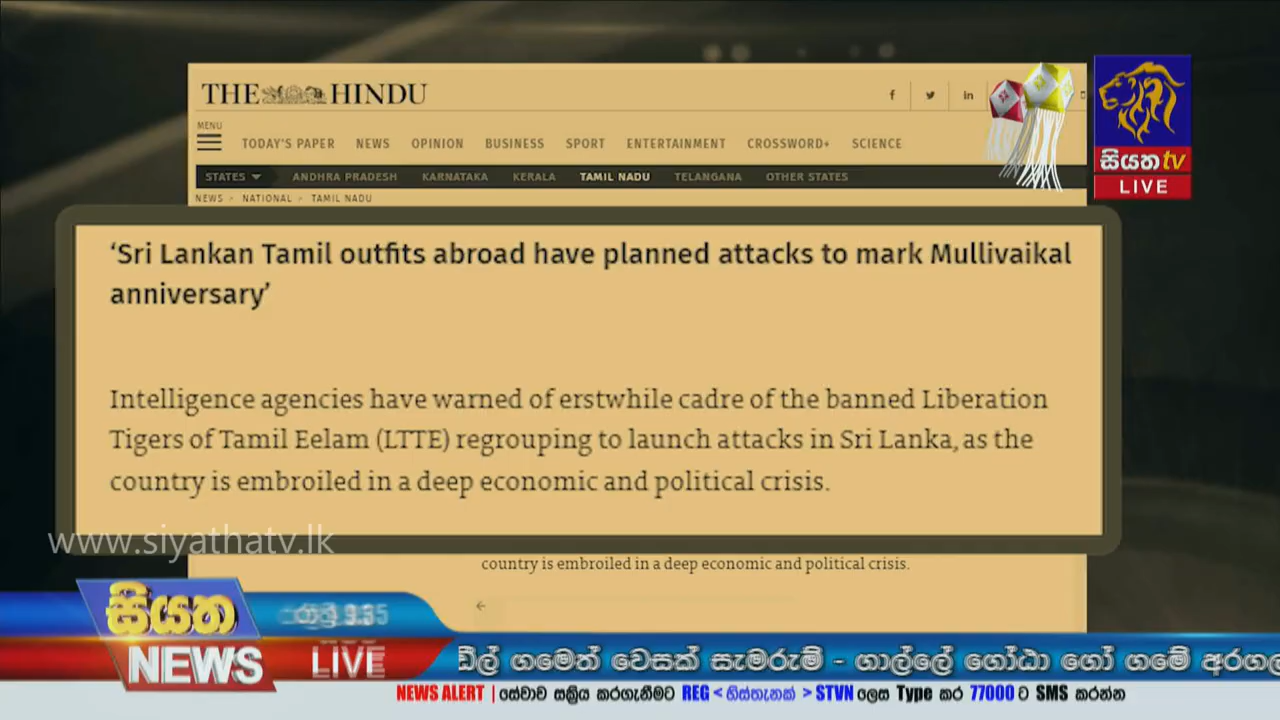 THE HINDU
MENU
TODAY'S PAPER NEWS OPINION BUSINESS SPORT ENTERTAINMENT CROSSWORD+ SCIENCE
STATES ANDHRA PRADESH KARNATAKA KERALA TAMIL NADU TELANGANA OTHER STATES
NEWS > NATIONAL > TAMIL NADU
සියත tv
LIVE
‘Sri Lankan Tamil outfits abroad have planned attacks to mark Mullivaikal
anniversary’
Intelligence agencies have warned of erstwhile cadre of the banned Liberation
Tigers of Tamil Eelam (LTTE) regrouping to launch attacks in Sri Lanka, as the
country is embroiled in a deep economic and political crisis.
www.siyathatv.lk
country is embroiled in a deep economic and political crisis.
සියත
NEWS
LIVE
ඩීල් ගමෙත් වෙසක් සැමරුම් - ගාල්ලේ ගෝඨා ගෝ ගමේ අරගල
NEWS ALERT | සේවාව සක්‍රිය කරගැනීමට REG < හිස්තැනක් > STVN ලෙස Type කර 77000 ට SMS කරන්න